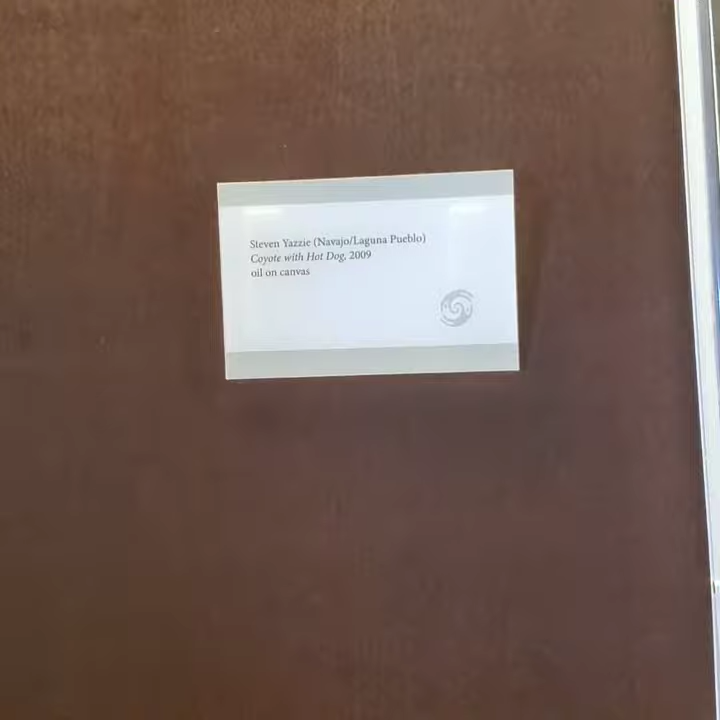 Steven Yazzie (Navajo/Laguna Pueblo)
Coyote with Hot Dog, 2009
oil on canvas